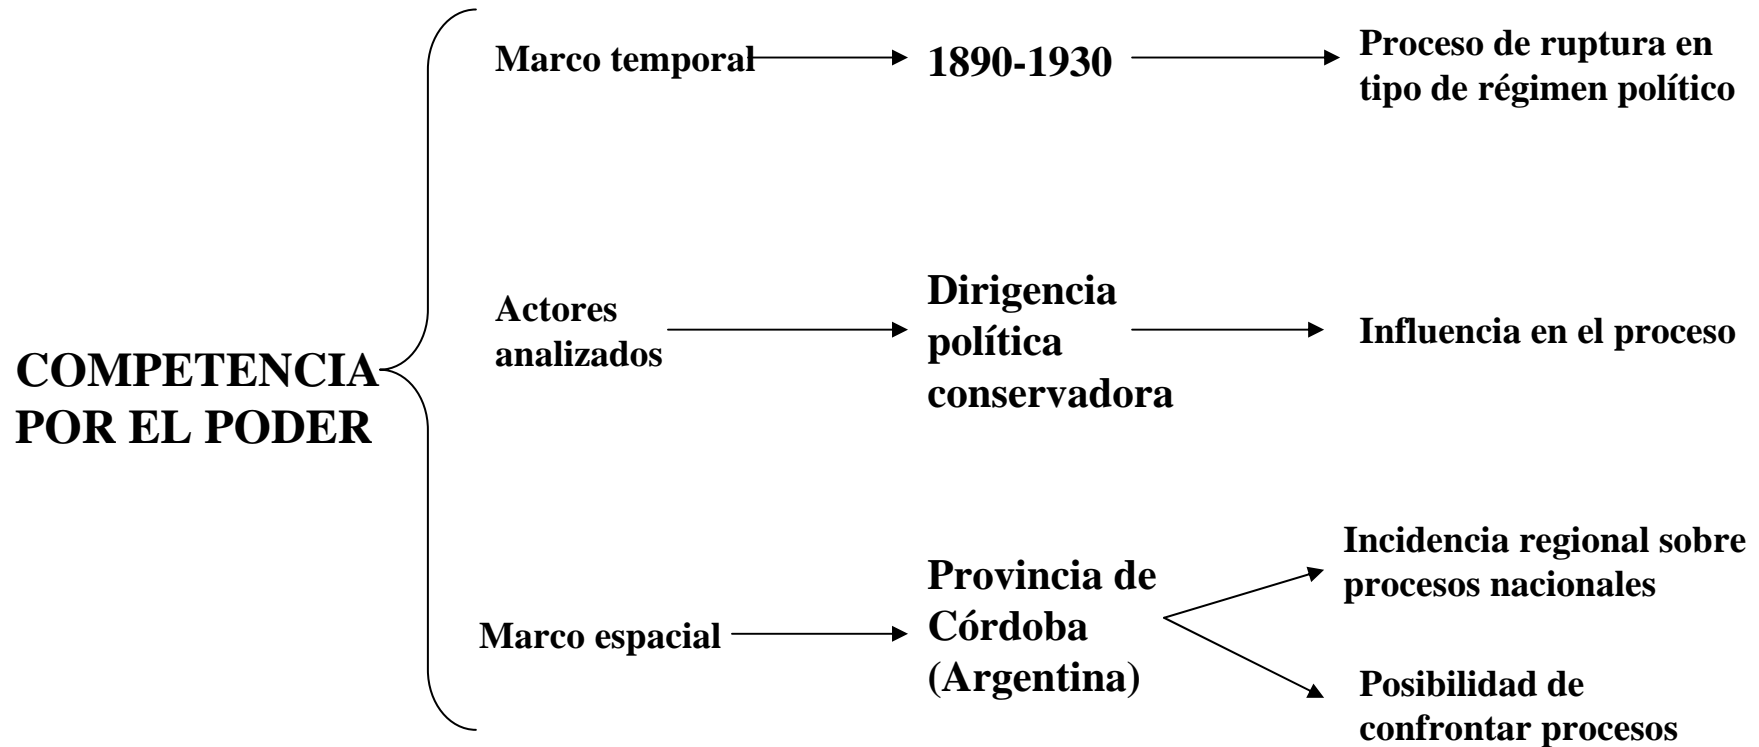 COMPETENCIA
POR EL PODER
Marco temporal
1890-1930
Proceso de ruptura en
tipo de régimen político
Actores
analizados
Dirigencia
política
conservadora
Influencia en el proceso
Marco espacial
Provincia de
Córdoba
(Argentina)
Incidencia regional sobre
procesos nacionales
Posibilidad de
confrontar procesos